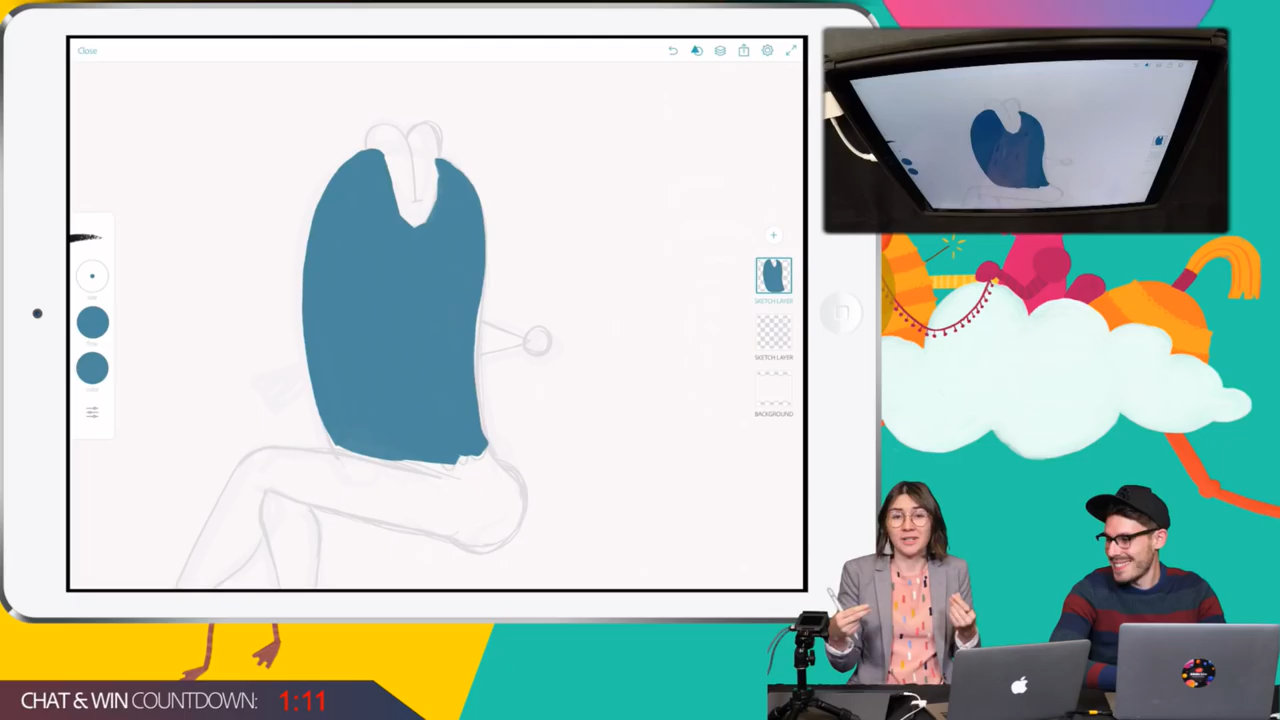 Close
SKETCH LAYER
SKETCH LAYER
BACKGROUND
CHAT & WIN COUNTDOWN: 1:11